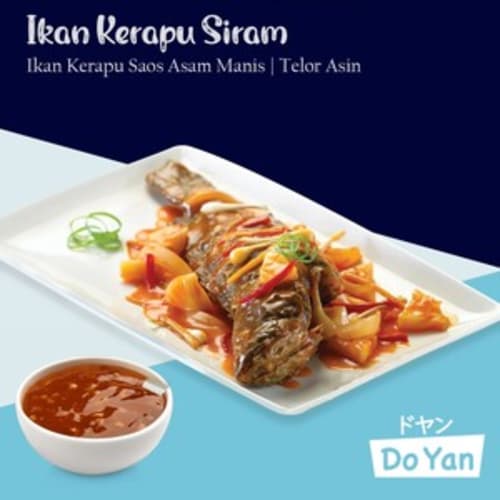 Ikan Kerapu Siram
Ikan Kerapu Saos Asam Manis | Telor Asin
ドヤン
Do Yan